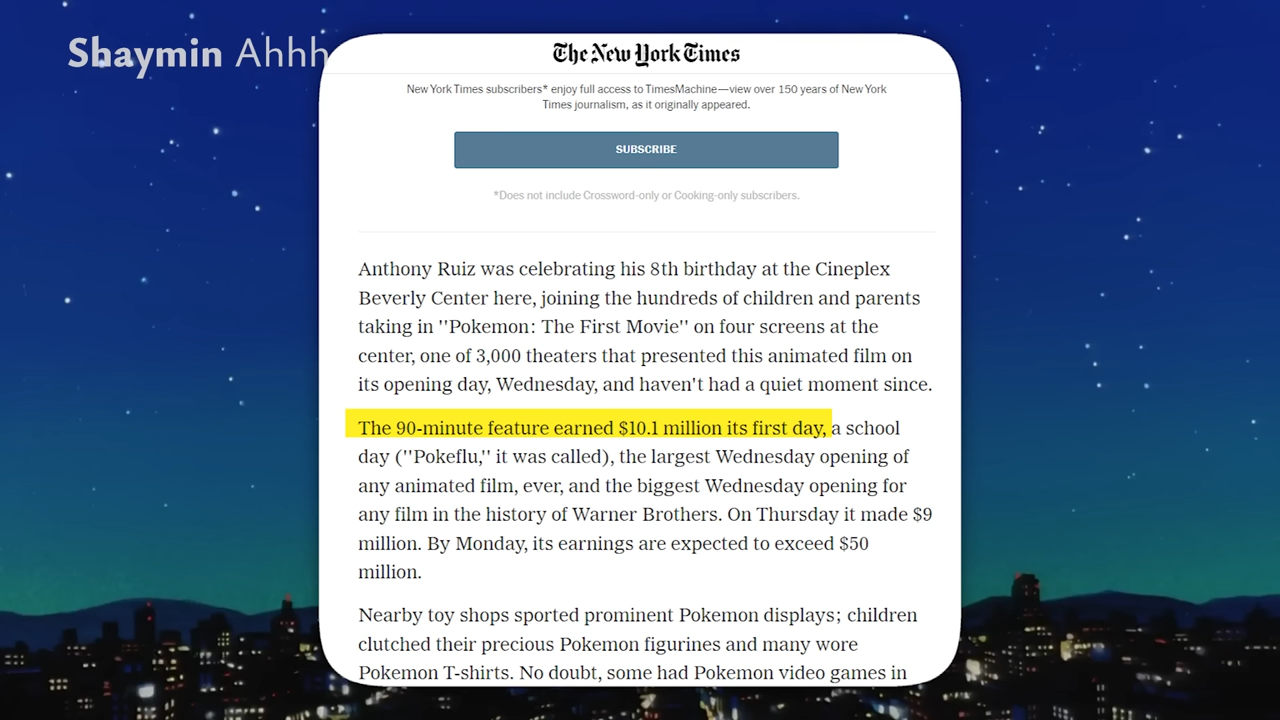 Shaymin Ahhh
The New York Times
New York Times subscribers* enjoy full access to TimesMachine—view over 150 years of New York
Times journalism, as it originally appeared.
SUBSCRIBE
*Does not include Crossword-only or Cooking-only subscribers.
Anthony Ruiz was celebrating his 8th birthday at the Cineplex
Beverly Center here, joining the hundreds of children and parents
taking in ''Pokemon: The First Movie'' on four screens at the
center, one of 3,000 theaters that presented this animated film on
its opening day, Wednesday, and haven't had a quiet moment since.
The 90-minute feature earned $10.1 million its first day, a school
day (''Pokeflu,'' it was called), the largest Wednesday opening of
any animated film, ever, and the biggest Wednesday opening for
any film in the history of Warner Brothers. On Thursday it made $9
million. By Monday, its earnings are expected to exceed $50
million.
Nearby toy shops sported prominent Pokemon displays; children
clutched their precious Pokemon figurines and many wore
Pokemon T-shirts. No doubt, some had Pokemon video games in